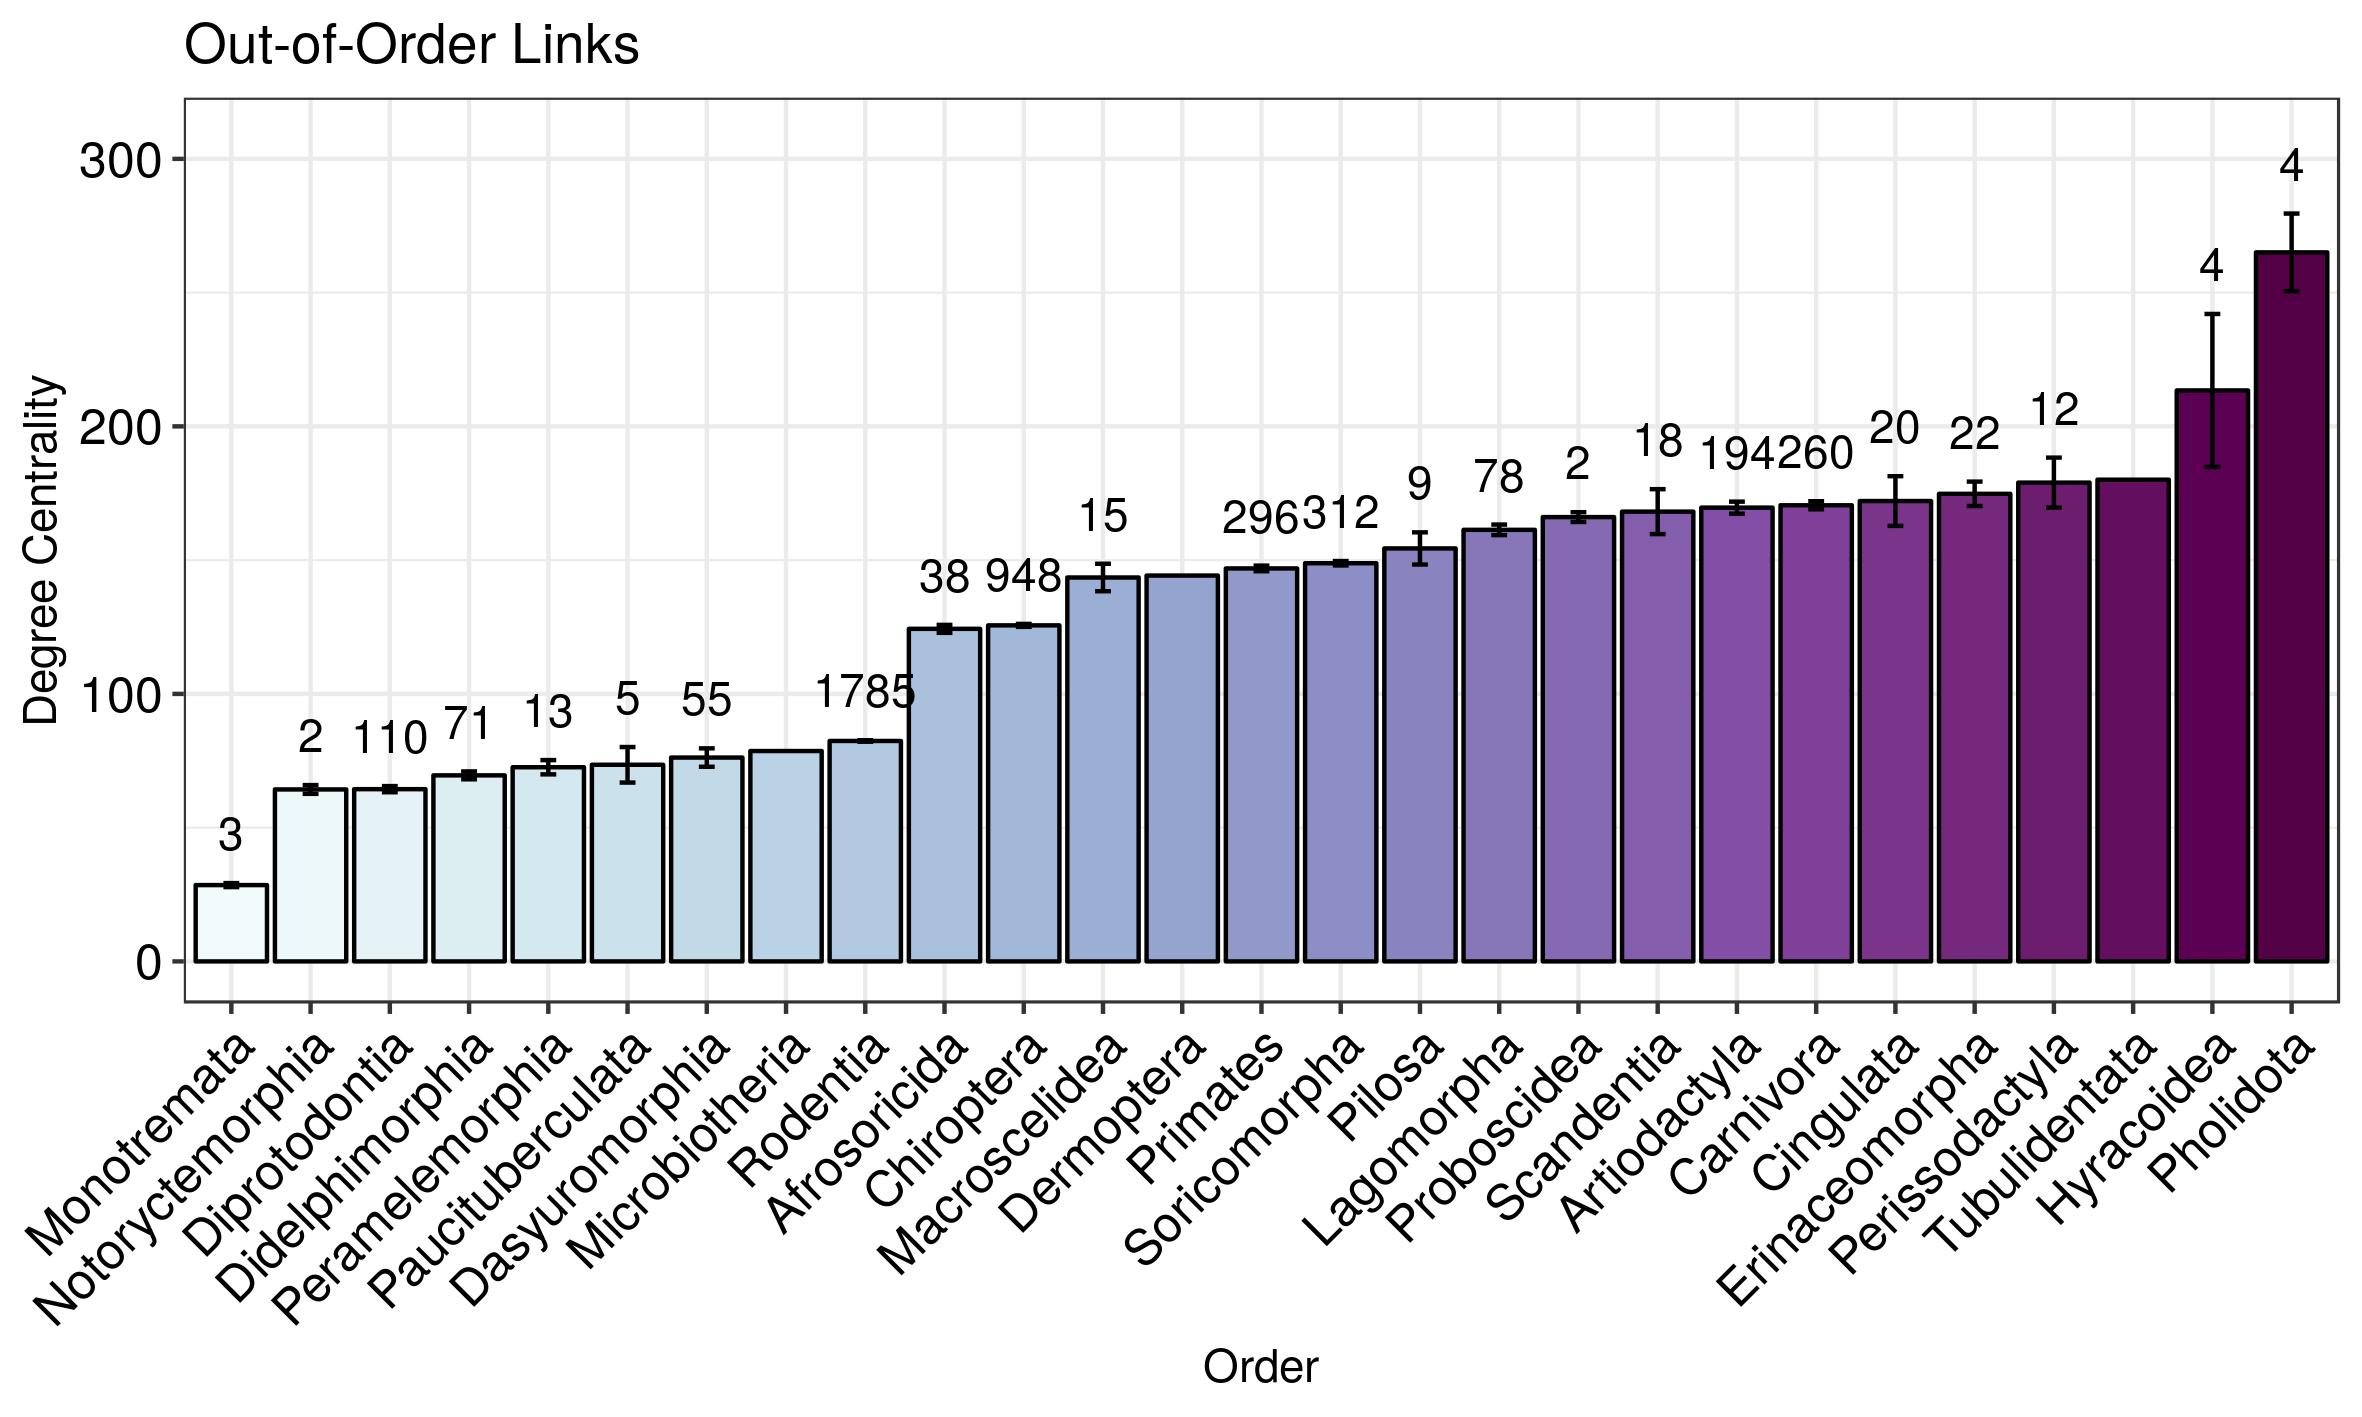 Out-of-Order Links
Degree Centrality
300
200
100
0
3
2
110
71
13
5
55
1785
38
948
15
296
312
9
78
2
18
194
260
20
22
12
4
4
Monotremata
Notoryctemorphia
Diprotodontia
Didelphimorphia
Peramelemorphia
Paucituberculata
Dasyuromorphia
Microbiotheria
Rodentia
Afrosoricida
Chiroptera
Macroscelidea
Dermoptera
Primates
Soricomorpha
Pilosa
Lagomorpha
Proboscidea
Scandentia
Artiodactyla
Carnivora
Cingulata
Erinaceomorpha
Perissodactyla
Tubulidentata
Hyracoidea
Pholidota
Order